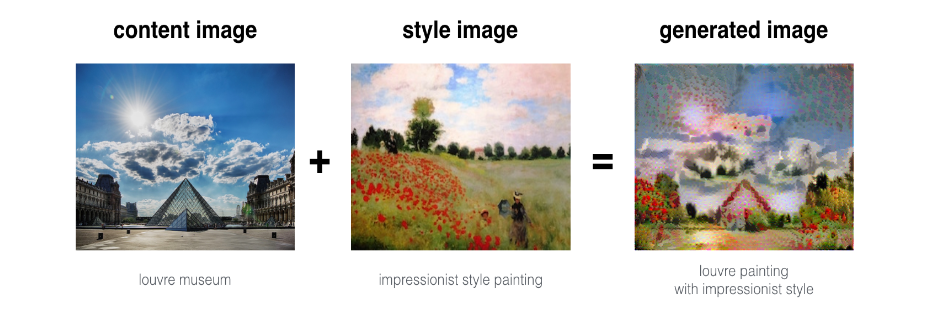 content image
style image
generated image
+
=
louvre museum
impressionist style painting
louvre painting
with impressionist style